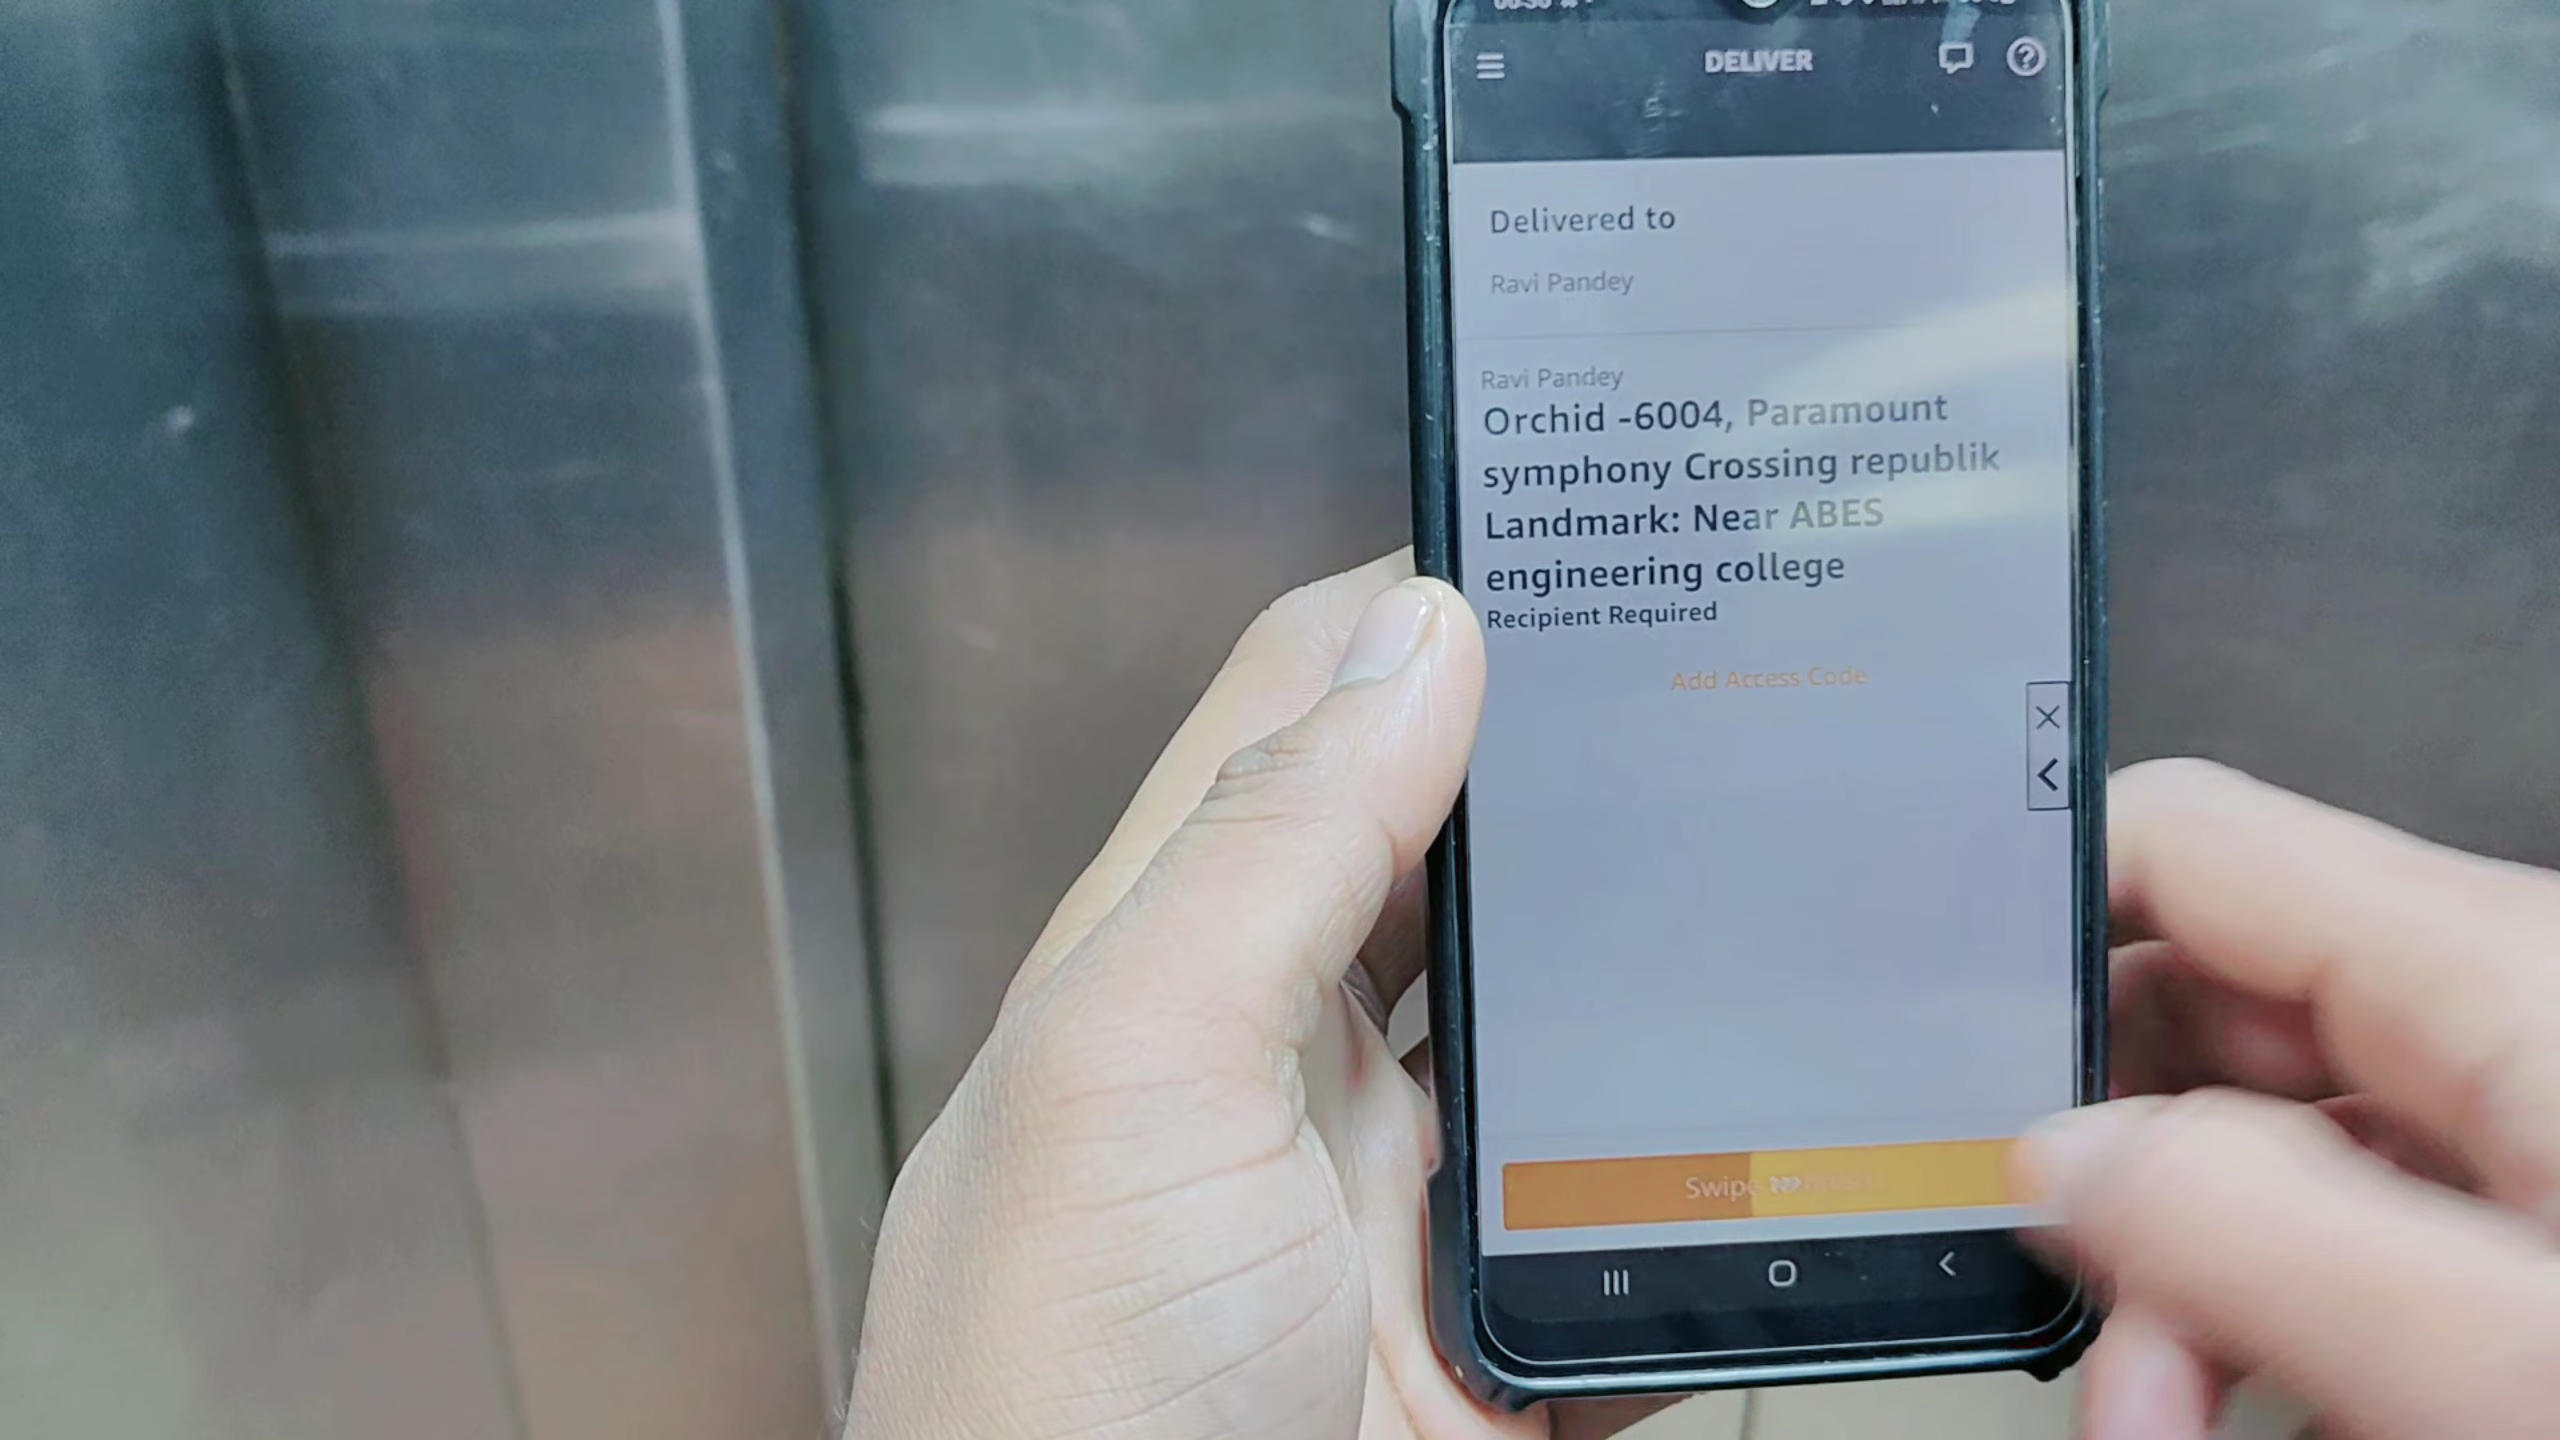 DELIVER
Delivered to
Ravi Pandey
Ravi Pandey
Orchid -6004, Paramount
symphony Crossing republik
Landmark: Near ABES
engineering college
Recipient Required
Add Access Code
Swipe